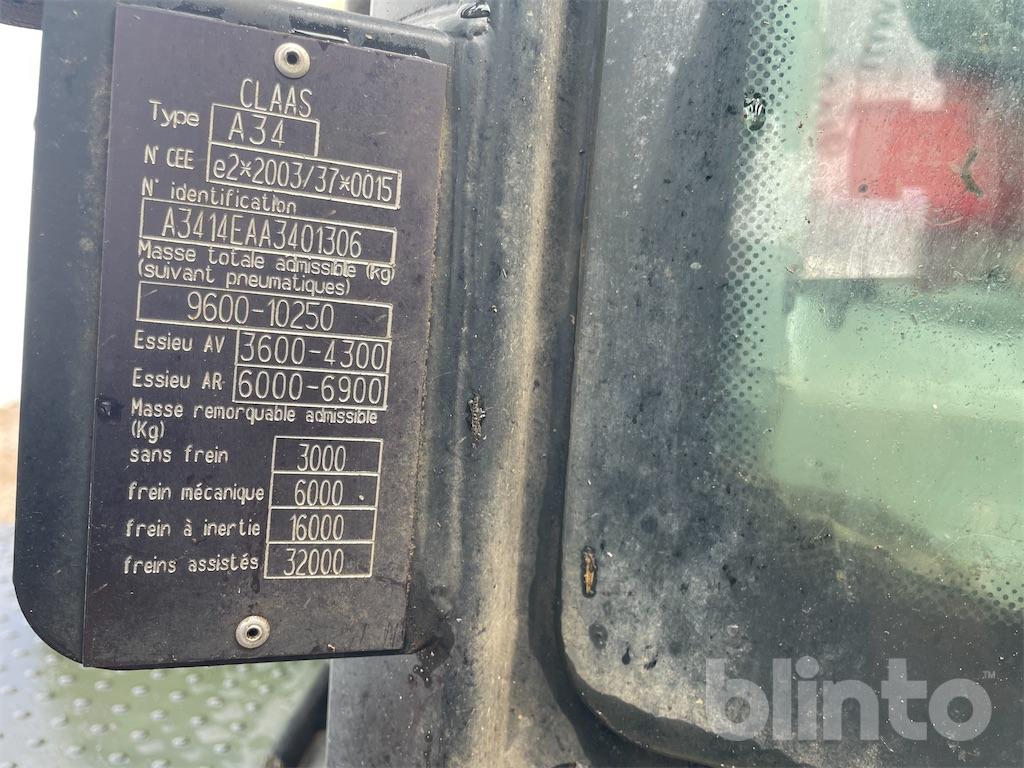 CLAAS
Type A34
N° CEE e2*2003/37*0015
N° identification
A3414EAA3401306
Masse totale admissible (Kg)
(suivant pneumatiques)
9600-10250
Essieu AV 3600-4300
Essieu AR 6000-6900
Masse remorquable admissible
(Kg)
sans frein 3000
frein mécanique 6000
frein à inertie 16000
freins assistés 32000
blinto™